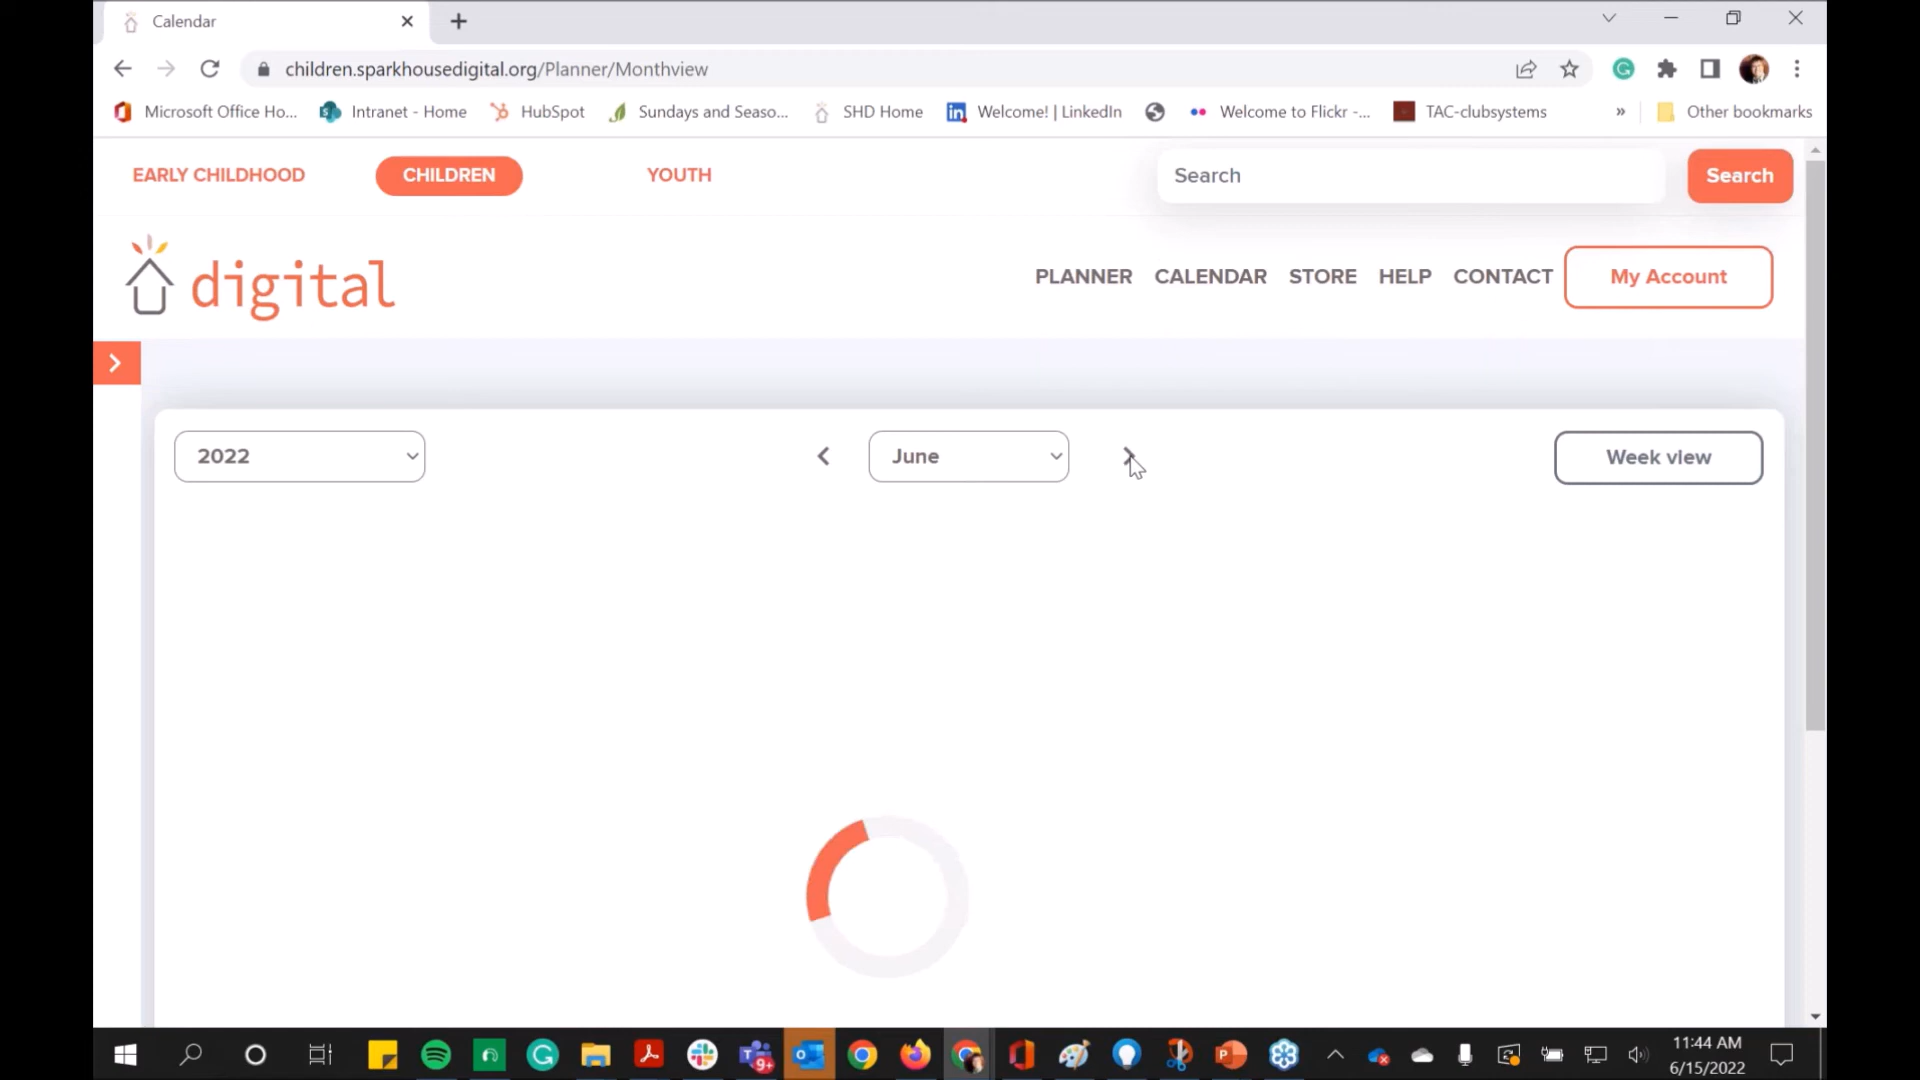 Calendar
children.sparkhousedigital.org/Planner/Monthview
Microsoft Office Ho... Intranet - Home HubSpot Sundays and Seaso... SHD Home Welcome! | LinkedIn Welcome to Flickr -... TAC-clubsystems » Other bookmarks
EARLY CHILDHOOD CHILDREN YOUTH Search Search
digital
PLANNER CALENDAR STORE HELP CONTACT My Account
2022 June Week view
9+
11:44 AM
6/15/2022